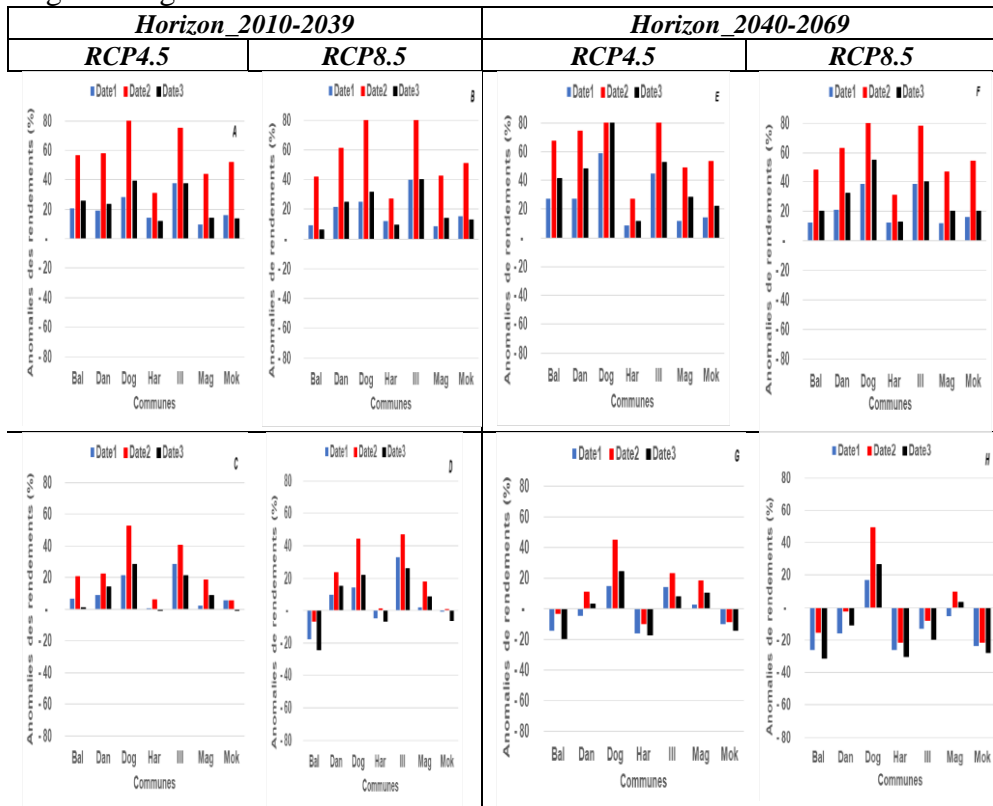 Horizon_2010-2039 Horizon_2040-2069
RCP4.5 RCP8.5 RCP4.5 RCP8.5
Date1 Date2 Date3
A
Anomalies des rendements (%)
80
60
40
20
-
- 20
- 40
- 60
- 80
Bal Dan Dog Har Ill Mag Mok
Communes
Date1 Date2 Date3
B
Anomalies de rendements (%)
80
60
40
20
-
- 20
- 40
- 60
- 80
Bal Dan Dog Har Ill Mag Mok
Communes
Date1 Date2 Date3
E
Anomalies de rendements (%)
80
60
40
20
-
- 20
- 40
- 60
- 80
Bal Dan Dog Har Ill Mag Mok
Communes
Date1 Date2 Date3
F
Anomalies de rendements (%)
80
60
40
20
-
- 20
- 40
- 60
- 80
Bal Dan Dog Har Ill Mag Mok
Communes
Date1 Date2 Date3
C
Anomalies des rendements (%)
80
60
40
20
-
- 20
- 40
- 60
- 80
Bal Dan Dog Har Ill Mag Mok
Communes
Date1 Date2 Date3
D
Anomalies de rendements (%)
80
60
40
20
-
- 20
- 40
- 60
- 80
Bal Dan Dog Har Ill Mag Mok
Communes
Date1 Date2 Date3
G
Anomalies de rendements (%)
80
60
40
20
-
- 20
- 40
- 60
- 80
Bal Dan Dog Har Ill Mag Mok
Communes
Date1 Date2 Date3
H
Anomalies de rendements (%)
80
60
40
20
-
- 20
- 40
- 60
- 80
Bal Dan Dog Har Ill Mag Mok
Communes